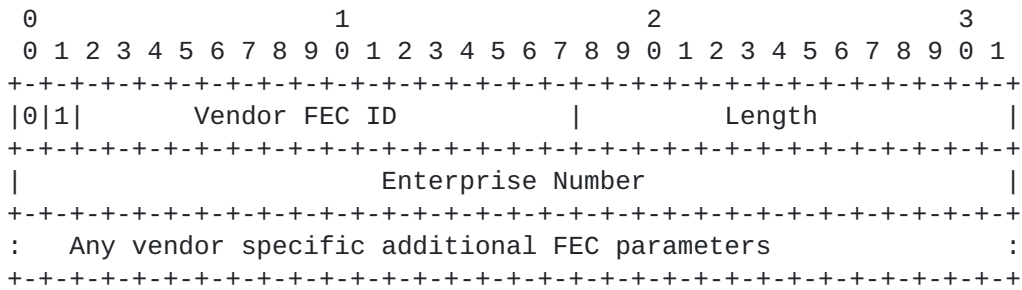 0                   1                   2                   3
 0 1 2 3 4 5 6 7 8 9 0 1 2 3 4 5 6 7 8 9 0 1 2 3 4 5 6 7 8 9 0 1
+-+-+-+-+-+-+-+-+-+-+-+-+-+-+-+-+-+-+-+-+-+-+-+-+-+-+-+-+-+-+-+-+
|0|1|       Vendor FEC ID           |         Length            |
+-+-+-+-+-+-+-+-+-+-+-+-+-+-+-+-+-+-+-+-+-+-+-+-+-+-+-+-+-+-+-+-+
|                       Enterprise Number                       |
+-+-+-+-+-+-+-+-+-+-+-+-+-+-+-+-+-+-+-+-+-+-+-+-+-+-+-+-+-+-+-+-+
:   Any vendor specific additional FEC parameters               :
+-+-+-+-+-+-+-+-+-+-+-+-+-+-+-+-+-+-+-+-+-+-+-+-+-+-+-+-+-+-+-+-+